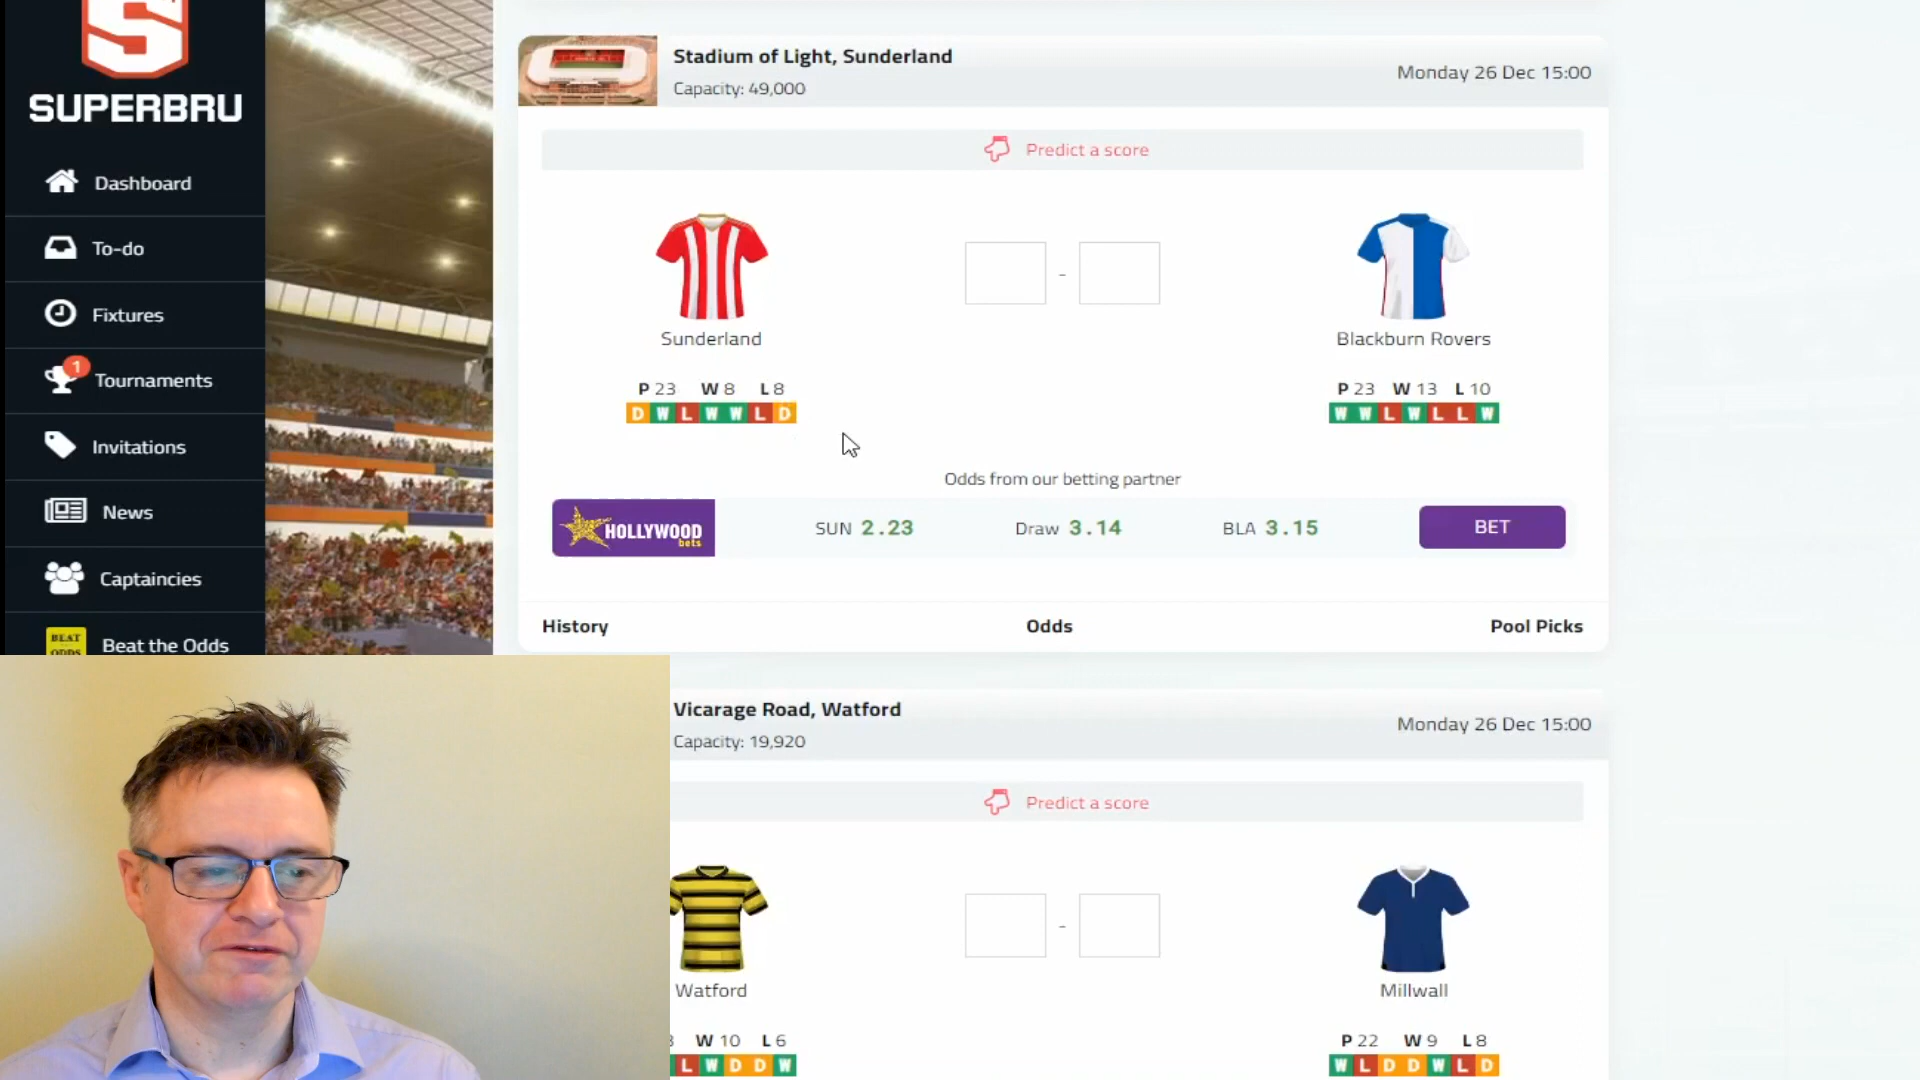 S
SUPERBRU
Dashboard
To-do
Fixtures
1
Tournaments
Invitations
News
Captaincies
BEAT
ODDS
Beat the Odds
Stadium of Light, Sunderland
Capacity: 49,000
Monday 26 Dec 15:00
Predict a score
-
Sunderland
Blackburn Rovers
P 23 W 8 L 8
P 23 W 13 L 10
D W L W W L D
W W L W L L W
Odds from our betting partner
HOLLYWOOD
bets
SUN 2.23
Draw 3.14
BLA 3.15
BET
History
Odds
Pool Picks
Vicarage Road, Watford
Capacity: 19,920
Monday 26 Dec 15:00
Predict a score
-
Watford
Millwall
W 10 L 6
P 22 W 9 L 8
L W D D W
W L D D W L D